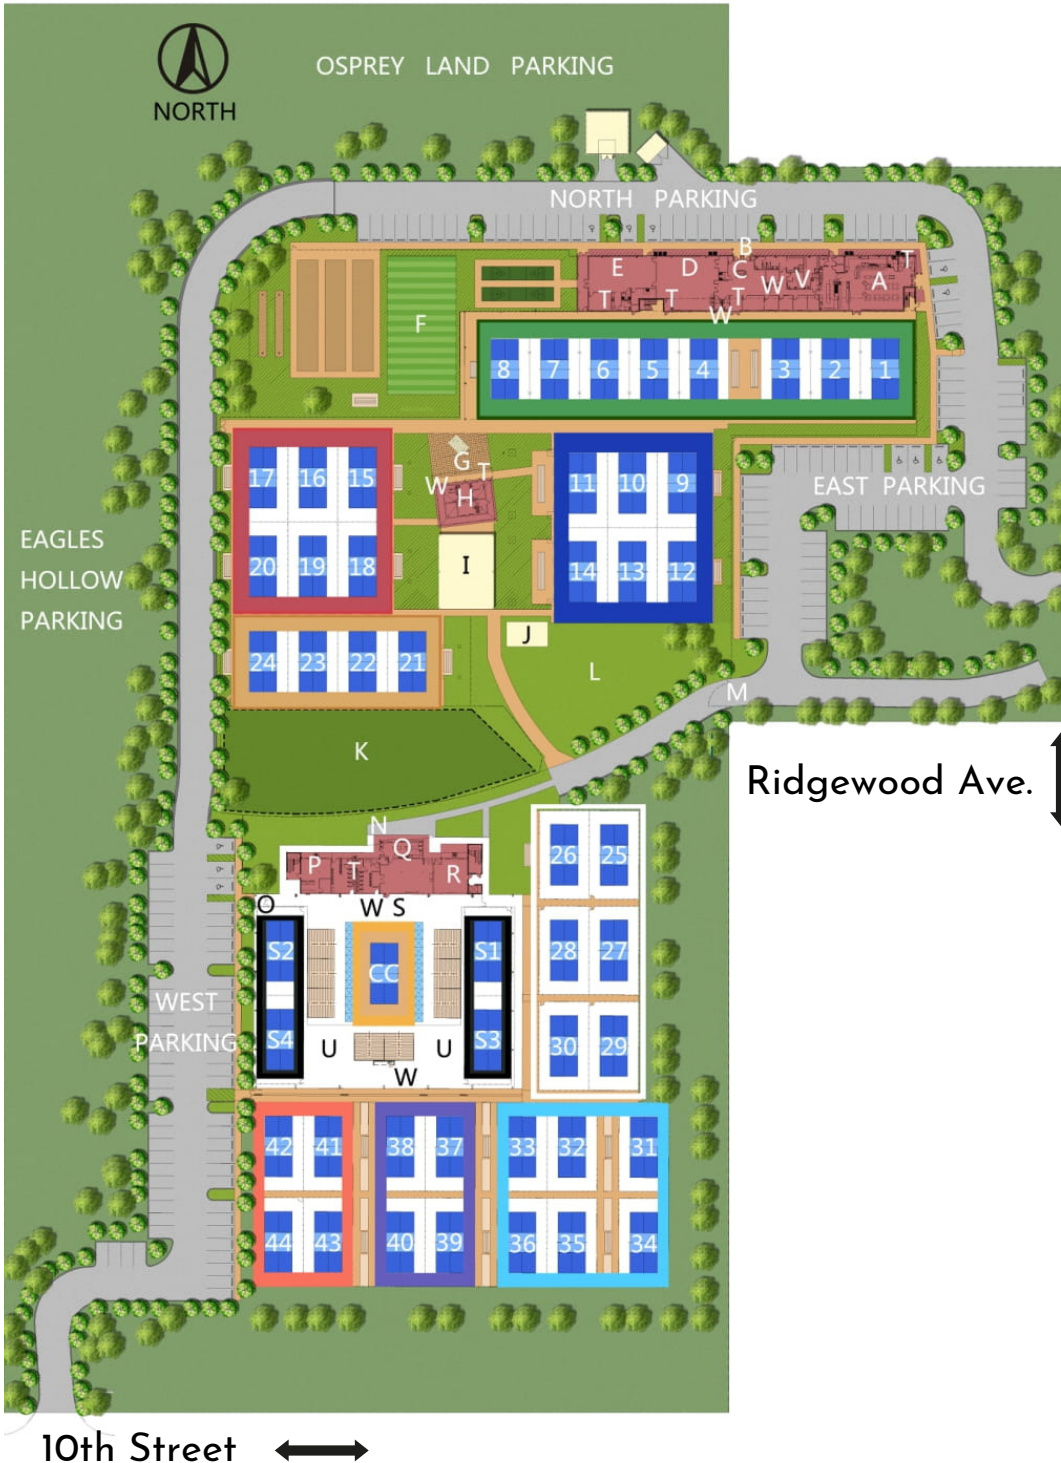 OSPREY LAND PARKING
NORTH
NORTH PARKING
B
E D C W V A T
T T T
W
F
8 7 6 5 4 3 2 1
17 16 15
G
W T
H
11 10 9
EAST PARKING
EAGLES
HOLLOW
PARKING
20 19 18
I
14 13 12
J
24 23 22 21
L
M
K
Ridgewood Ave.
N
P T Q R
26 25
O
W S
S2 CC S1
28 27
WEST
PARKING
S4 U U S3
W
30 29
42 41 38 37 33 32 31
44 43 40 39 36 35 34
10th Street